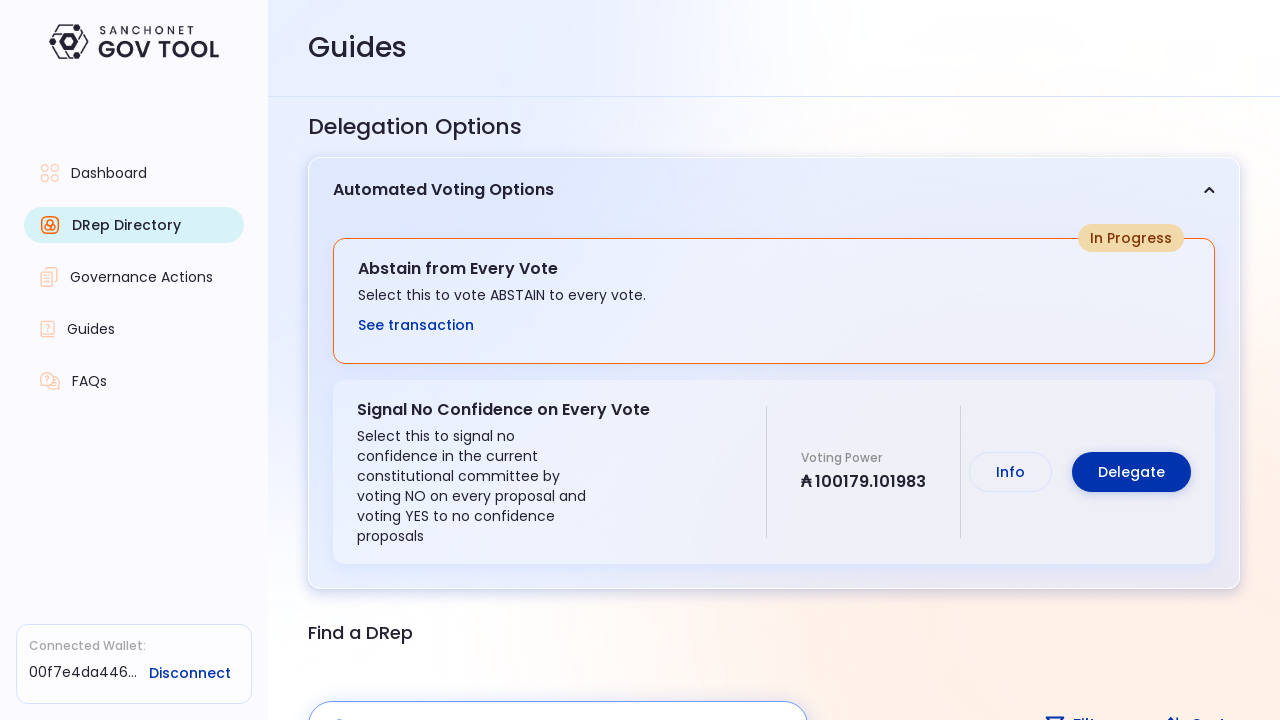 SANCHONET
GOV TOOL
Dashboard
DRep Directory
Governance Actions
Guides
FAQs
Connected Wallet:
00f7e4da446...
Disconnect
Guides
Delegation Options
Automated Voting Options
In Progress
Abstain from Every Vote
Select this to vote ABSTAIN to every vote.
See transaction
Signal No Confidence on Every Vote
Select this to signal no
confidence in the current
constitutional committee by
voting NO on every proposal and
voting YES to no confidence
proposals
Voting Power
₳ 100179.101983
Info
Delegate
Find a DRep